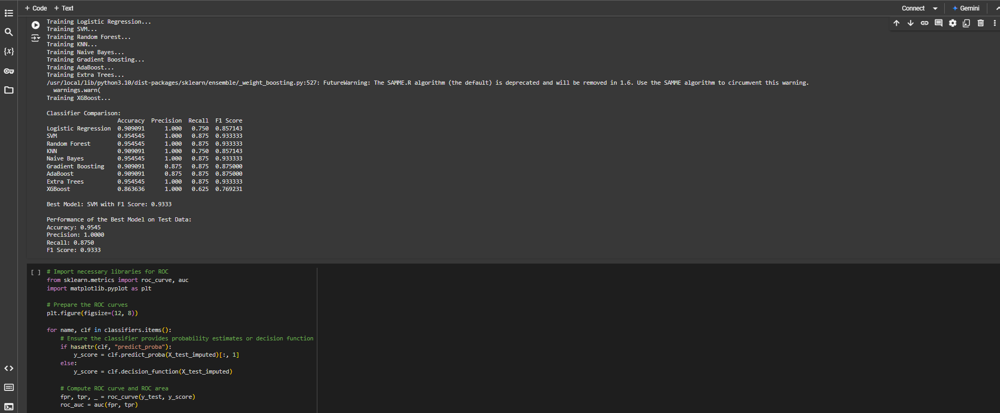 + Code + Text
Connect
Gemini
{x}
Training Logistic Regression...
Training SVM...
Training Random Forest...
Training KNN...
Training Naive Bayes...
Training Gradient Boosting...
Training AdaBoost...
Training Extra Trees...
/usr/local/lib/python3.10/dist-packages/sklearn/ensemble/_weight_boosting.py:527: FutureWarning: The SAMME.R algorithm (the default) is deprecated and will be removed in 1.6. Use the SAMME algorithm to circumvent this warning.
  warnings.warn(
Training XGBoost...
Classifier Comparison:
                     Accuracy  Precision  Recall  F1 Score
Logistic Regression  0.909091      1.000   0.750  0.857143
SVM                  0.954545      1.000   0.875  0.933333
Random Forest        0.954545      1.000   0.875  0.933333
KNN                  0.909091      1.000   0.750  0.857143
Naive Bayes          0.954545      1.000   0.875  0.933333
Gradient Boosting    0.909091      0.875   0.875  0.875000
AdaBoost             0.909091      0.875   0.875  0.875000
Extra Trees          0.954545      1.000   0.875  0.933333
XGBoost              0.863636      1.000   0.625  0.769231
Best Model: SVM with F1 Score: 0.9333
Performance of the Best Model on Test Data:
Accuracy: 0.9545
Precision: 1.0000
Recall: 0.8750
F1 Score: 0.9333
[ ] # Import necessary libraries for ROC
from sklearn.metrics import roc_curve, auc
import matplotlib.pyplot as plt
# Prepare the ROC curves
plt.figure(figsize=(12, 8))
for name, clf in classifiers.items():
    # Ensure the classifier provides probability estimates or decision function
    if hasattr(clf, "predict_proba"):
        y_score = clf.predict_proba(X_test_imputed)[:, 1]
    else:
        y_score = clf.decision_function(X_test_imputed)
    # Compute ROC curve and ROC area
    fpr, tpr, _ = roc_curve(y_test, y_score)
    roc_auc = auc(fpr, tpr)